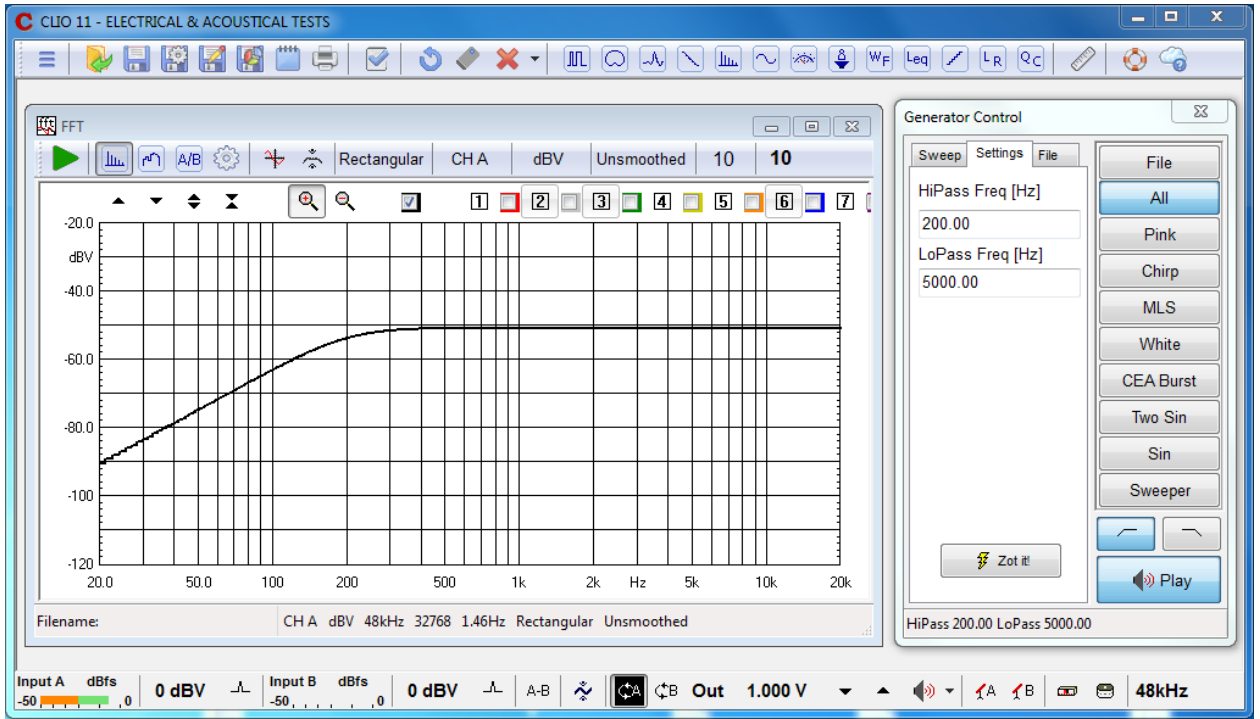 CLIO 11 - ELECTRICAL & ACOUSTICAL TESTS
WF Leq LR QC
FFT
A/B Rectangular CH A dBV Unsmoothed 10 10
1 2 3 4 5 6 7
-20.0
dBV
-40.0
-60.0
-80.0
-100
-120
20.0 50.0 100 200 500 1k 2k Hz 5k 10k 20k
Filename: CH A dBV 48kHz 32768 1.46Hz Rectangular Unsmoothed
Generator Control
Sweep Settings File
HiPass Freq [Hz]
200.00
LoPass Freq [Hz]
5000.00
Zot it!
File
All
Pink
Chirp
MLS
White
CEA Burst
Two Sin
Sin
Sweeper
Play
HiPass 200.00 LoPass 5000.00
Input A dBfs
-50 0
0 dBV
Input B dBfs
-50 0
0 dBV
A-B A B Out 1.000 V A B 48kHz